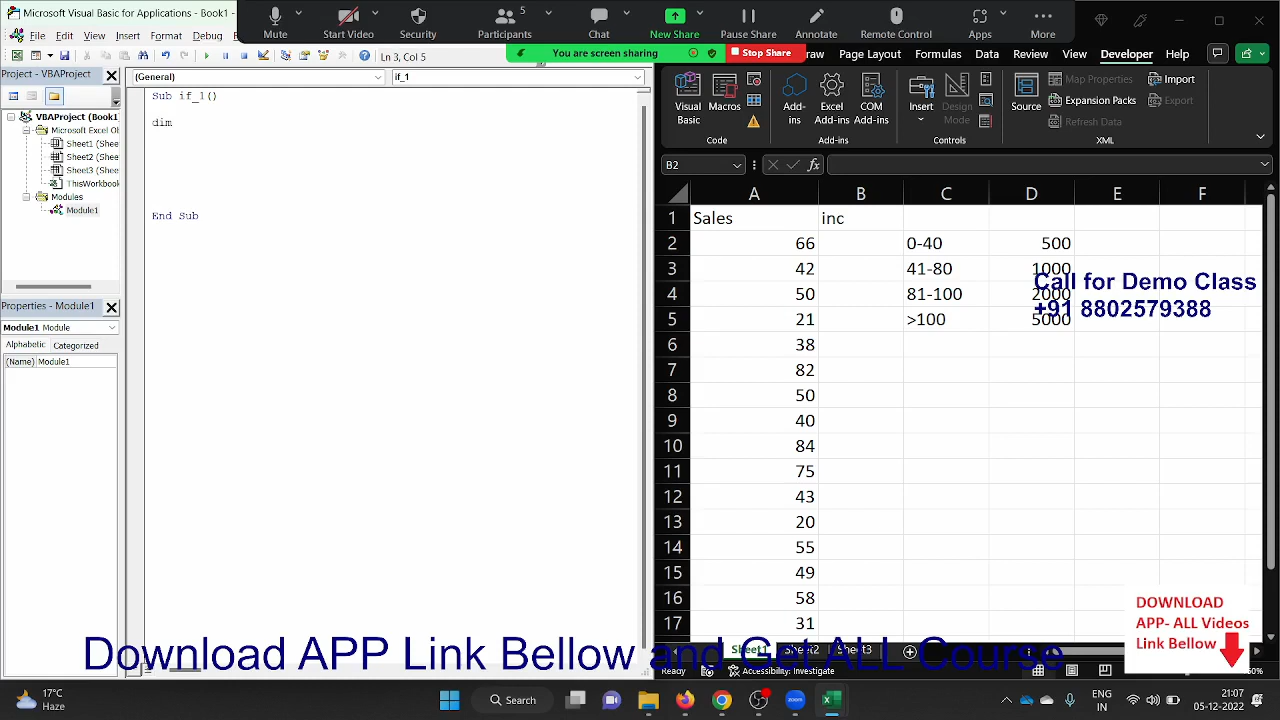 Microsoft Visual Basic for Applications - Book1
File Edit View Insert Format Debug
Mute
Start Video
Security
5
Participants
Chat
New Share
Pause Share
Annotate
Remote Control
Apps
More
You are screen sharing
Stop Share
Ln 3, Col 5
Page Layout Formulas Data Review View Developer Help
Project - VBAProject
(General)
if_1
Sub if_1()
dim
End Sub
VBAProject (Book1
Microsoft Excel Ob
Sheet1 (Shee
Sheet2 (Shee
Sheet3 (Shee
ThisWorkbook
Modules
Module1
Properties - Module1
Module1 Module
Alphabetic Categorized
(Name) Module1
Visual Basic
Macros
Code
Add-ins
Excel Add-ins
COM Add-ins
Add-ins
Insert
Design Mode
Controls
Source
Map Properties
Expansion Packs
Refresh Data
Import
Export
XML
B2
fx
A B C D E F
1 Sales inc
2 66 0-40 500
3 42 41-80 1000
4 50 81-100 2000
5 21 >100 5000
6 38
7 82
8 50
9 40
10 84
11 75
12 43
13 20
14 55
15 49
16 58
17 31
Call for Demo Class
+91 8802579388
DOWNLOAD
APP- ALL Videos
Link Bellow
Download APP Link Bellow and Get ALL Course
Sheet1 Sheet2 Sheet3
Ready
Accessibility: Investigate
17°C
Haze
Search
ENG
IN
21:07
05-12-2022